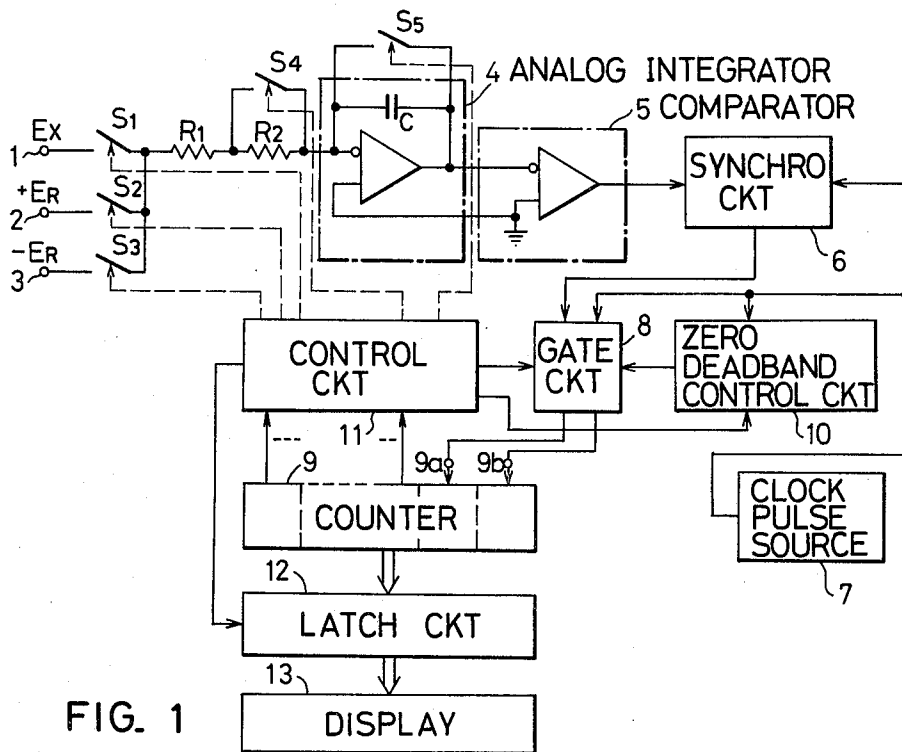 S5
S4
4 ANALOG INTEGRATOR
5 COMPARATOR
EX
S1
R1
R2
C
1
+ER
S2
2
-ER
S3
3
SYNCHRO
CKT
6
CONTROL
CKT
11
8
GATE
CKT
ZERO
DEADBAND
CONTROL CKT
10
9
9a
9b
COUNTER
CLOCK
PULSE
SOURCE
7
12
LATCH CKT
13
DISPLAY
FIG. 1